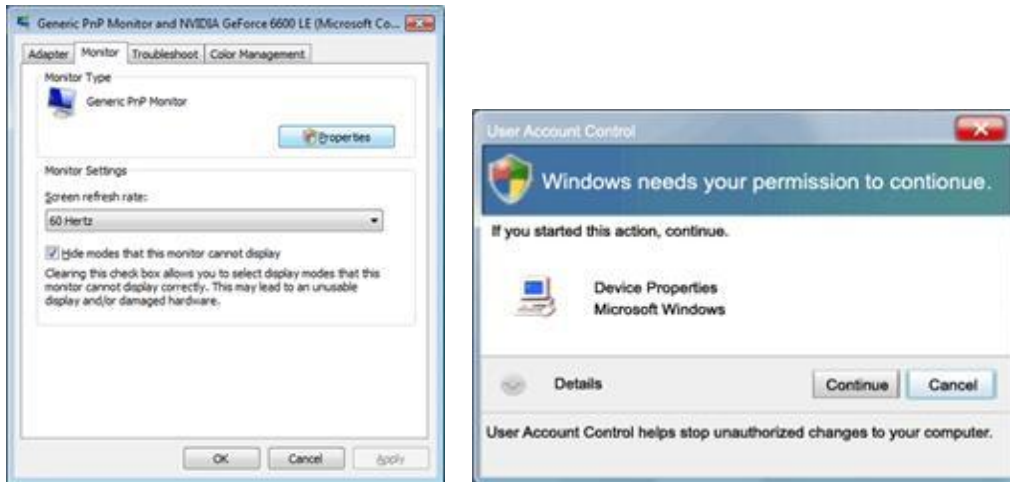 Generic PnP Monitor and NVIDIA GeForce 6600 LE (Microsoft Co...
Adapter Monitor Troubleshoot Color Management
Monitor Type
Generic PnP Monitor
Properties
Monitor Settings
Screen refresh rate:
60 Hertz
Hide modes that this monitor cannot display
Clearing this check box allows you to select display modes that this
monitor cannot display correctly. This may lead to an unusable
display and/or damaged hardware.
OK Cancel Apply
User Account Control
Windows needs your permission to contionue.
If you started this action, continue.
Device Properties
Microsoft Windows
Details Continue Cancel
User Account Control helps stop unauthorized changes to your computer.